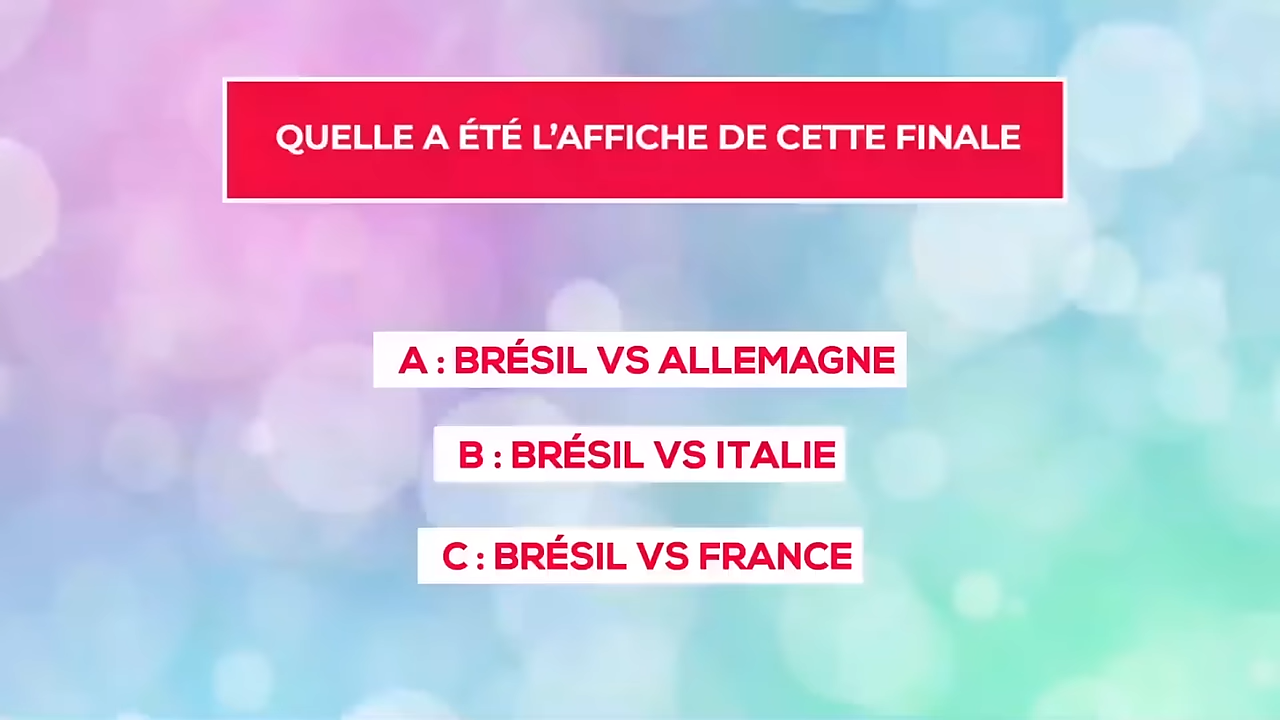 QUELLE A ÉTÉ L’AFFICHE DE CETTE FINALE
A : BRÉSIL VS ALLEMAGNE
B : BRÉSIL VS ITALIE
C : BRÉSIL VS FRANCE